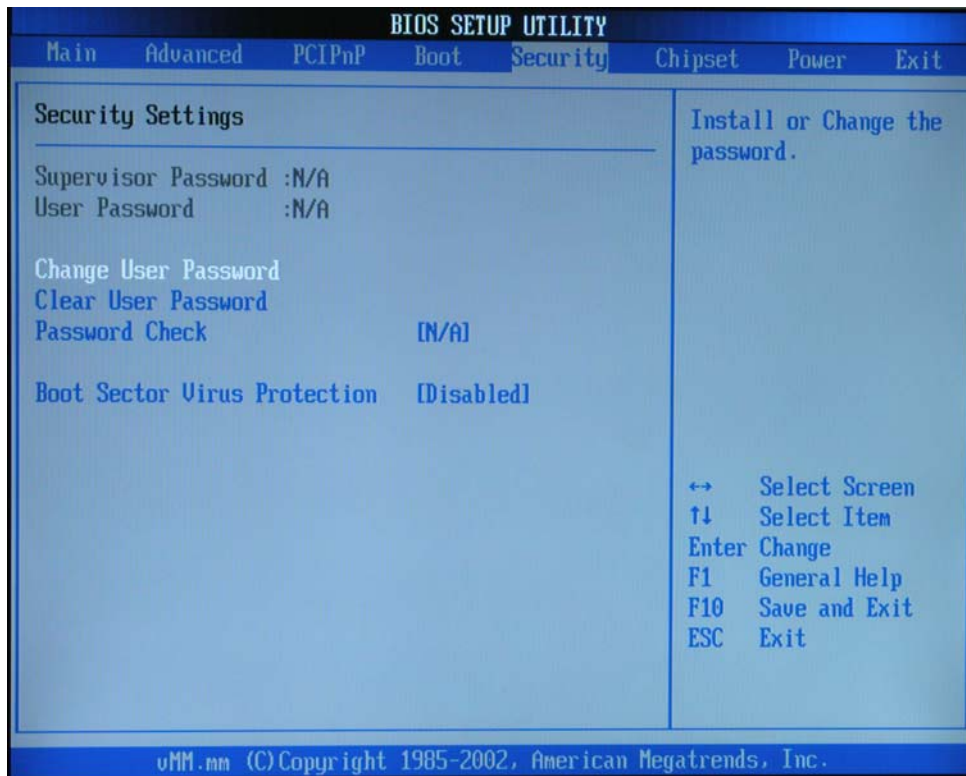 BIOS SETUP UTILITY
Main Advanced PCIPnP Boot Security Chipset Power Exit
Security Settings
Supervisor Password :N/A
User Password :N/A
Change User Password
Clear User Password
Password Check [N/A]
Boot Sector Virus Protection [Disabled]
Install or Change the
password.
↔ Select Screen
↑↓ Select Item
Enter Change
F1 General Help
F10 Save and Exit
ESC Exit
vMM.mm (C)Copyright 1985-2002, American Megatrends, Inc.